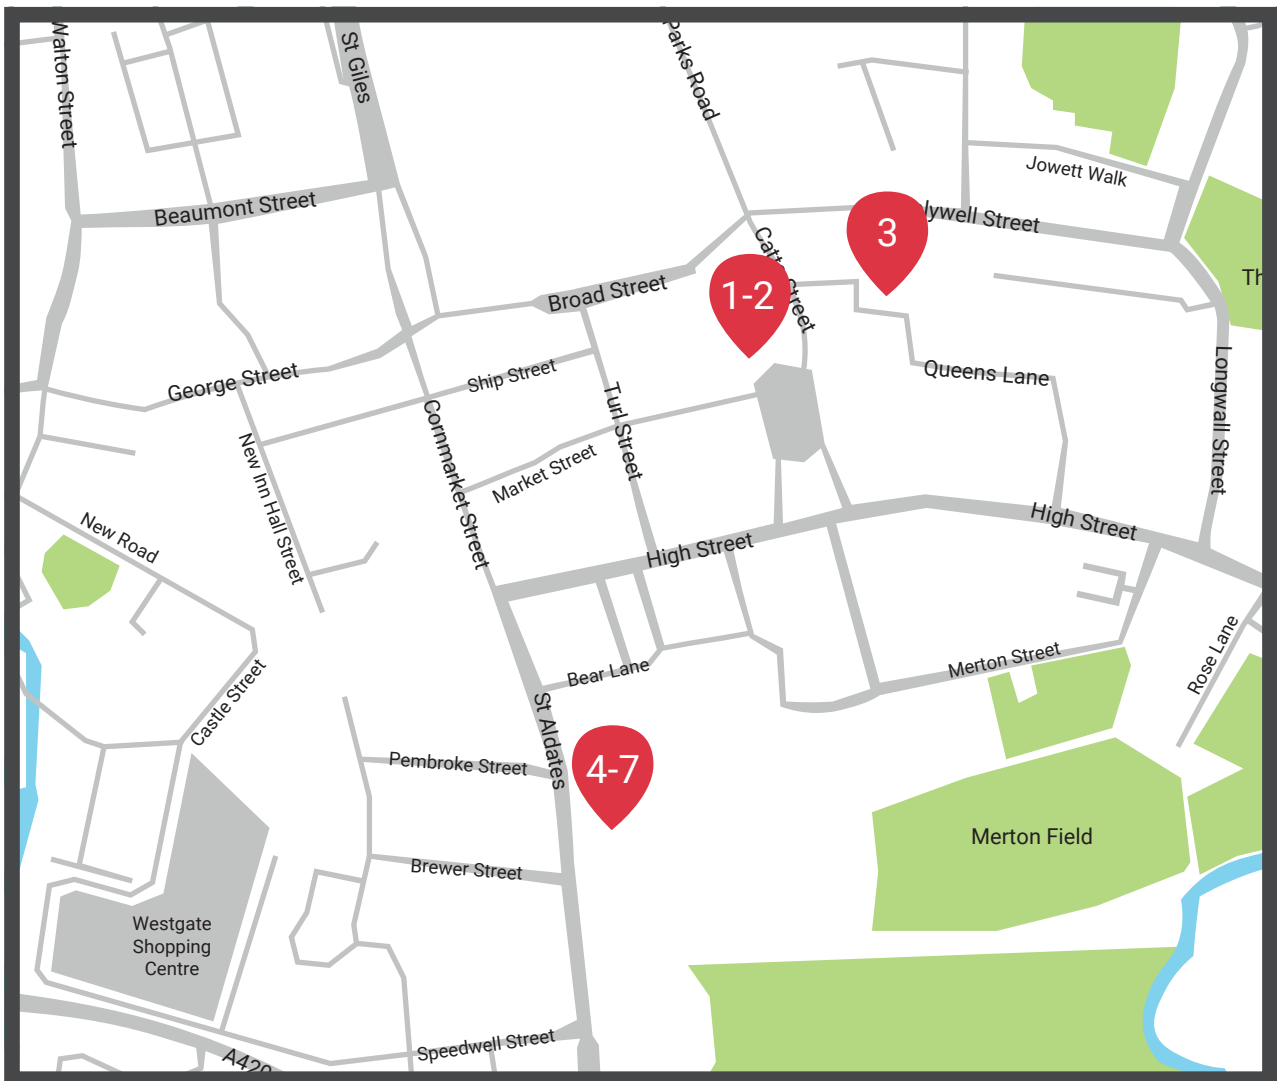 Walton Street
St Giles
Parks Road
Jowett Walk
Beaumont Street
lywell Street
3
Catte Street
Th
1-2
Broad Street
George Street
Ship Street
Queens Lane
Turl Street
Longwall Street
Cornmarket Street
Market Street
New Inn Hall Street
New Road
High Street
High Street
Bear Lane
Merton Street
Rose Lane
Castle Street
St Aldates
Pembroke Street
4-7
Merton Field
Brewer Street
Westgate
Shopping
Centre
Speedwell Street
A420